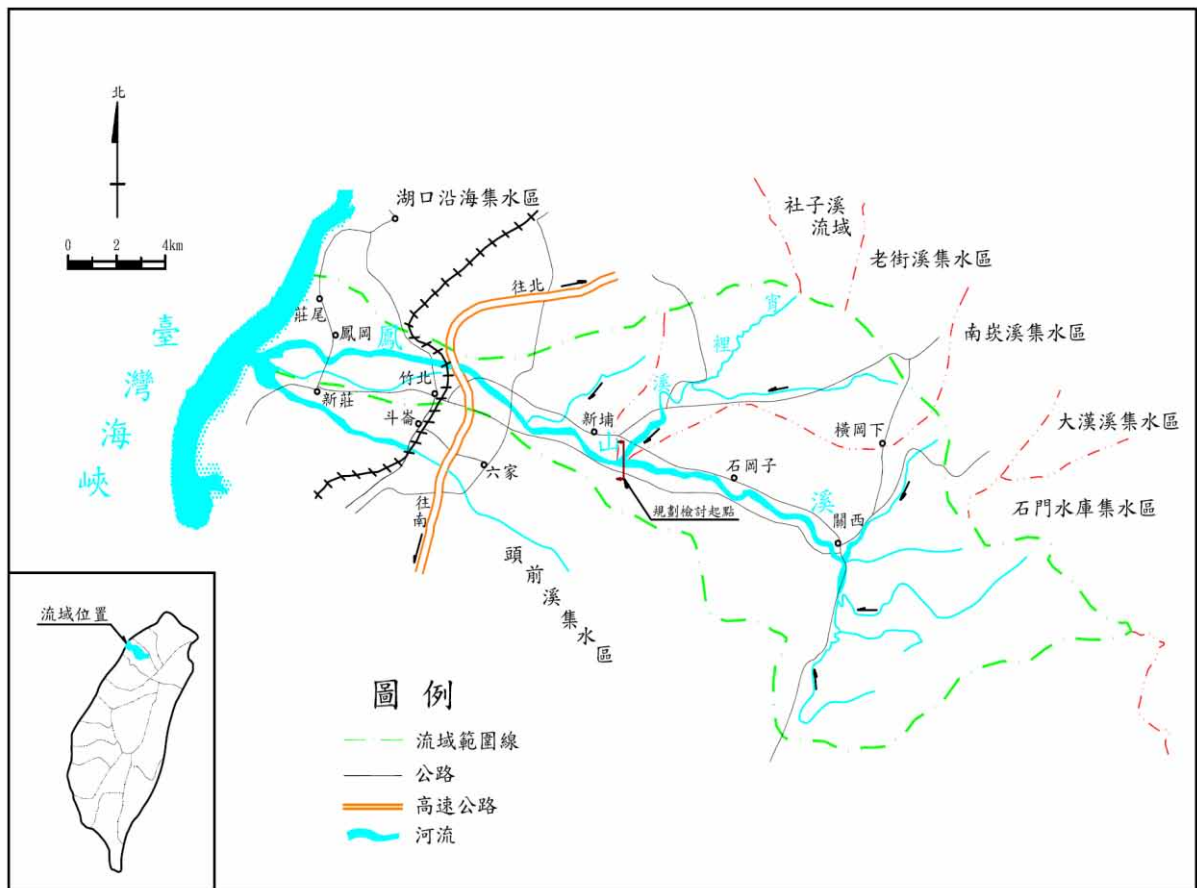 北
0 2 4km
湖口沿海集水區
社子溪
流域
老街溪集水區
南崁溪集水區
大漢溪集水區
石門水庫集水區
往北
莊尾
鳳岡
鳳
竹北
新莊
斗崙
六家
往南
臺灣海峽
霄
裡
溪
新埔
山
石岡子
橫岡下
溪
關西
規劃檢討起點
頭前溪集水區
流域位置
圖例
流域範圍線
公路
高速公路
河流